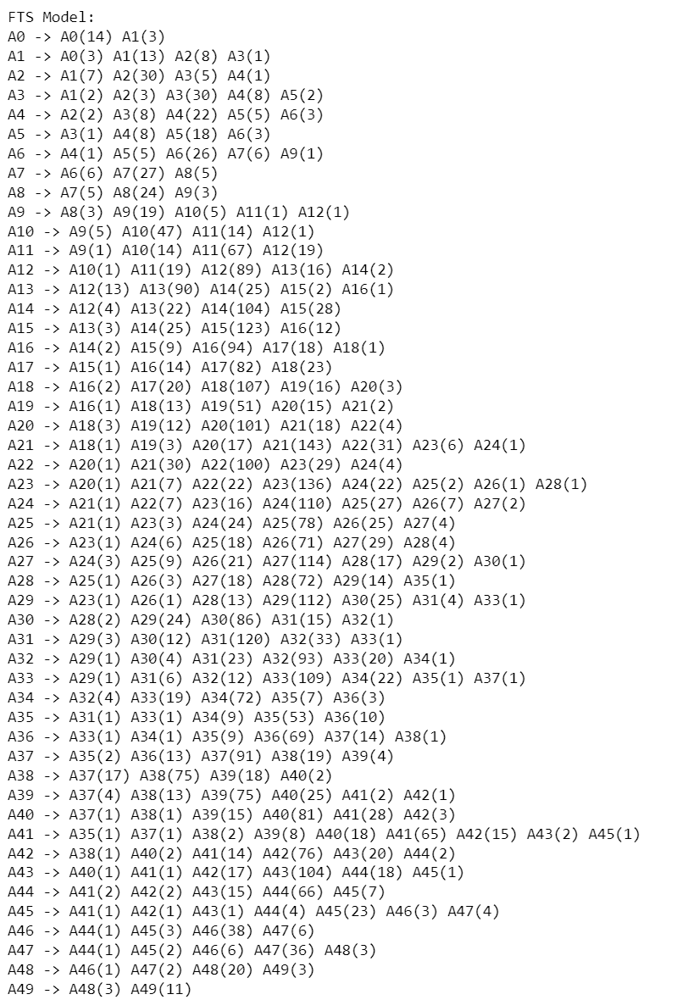 FTS Model:
A0 -> A0(14) A1(3)
A1 -> A0(3) A1(13) A2(8) A3(1)
A2 -> A1(7) A2(30) A3(5) A4(1)
A3 -> A1(2) A2(3) A3(30) A4(8) A5(2)
A4 -> A2(2) A3(8) A4(22) A5(5) A6(3)
A5 -> A3(1) A4(8) A5(18) A6(3)
A6 -> A4(1) A5(5) A6(26) A7(6) A9(1)
A7 -> A6(6) A7(27) A8(5)
A8 -> A7(5) A8(24) A9(3)
A9 -> A8(3) A9(19) A10(5) A11(1) A12(1)
A10 -> A9(5) A10(47) A11(14) A12(1)
A11 -> A9(1) A10(14) A11(67) A12(19)
A12 -> A10(1) A11(19) A12(89) A13(16) A14(2)
A13 -> A12(13) A13(90) A14(25) A15(2) A16(1)
A14 -> A12(4) A13(22) A14(104) A15(28)
A15 -> A13(3) A14(25) A15(123) A16(12)
A16 -> A14(2) A15(9) A16(94) A17(18) A18(1)
A17 -> A15(1) A16(14) A17(82) A18(23)
A18 -> A16(2) A17(20) A18(107) A19(16) A20(3)
A19 -> A16(1) A18(13) A19(51) A20(15) A21(2)
A20 -> A18(3) A19(12) A20(101) A21(18) A22(4)
A21 -> A18(1) A19(3) A20(17) A21(143) A22(31) A23(6) A24(1)
A22 -> A20(1) A21(30) A22(100) A23(29) A24(4)
A23 -> A20(1) A21(7) A22(22) A23(136) A24(22) A25(2) A26(1) A28(1)
A24 -> A21(1) A22(7) A23(16) A24(110) A25(27) A26(7) A27(2)
A25 -> A21(1) A23(3) A24(24) A25(78) A26(25) A27(4)
A26 -> A23(1) A24(6) A25(18) A26(71) A27(29) A28(4)
A27 -> A24(3) A25(9) A26(21) A27(114) A28(17) A29(2) A30(1)
A28 -> A25(1) A26(3) A27(18) A28(72) A29(14) A35(1)
A29 -> A23(1) A26(1) A28(13) A29(112) A30(25) A31(4) A33(1)
A30 -> A28(2) A29(24) A30(86) A31(15) A32(1)
A31 -> A29(3) A30(12) A31(120) A32(33) A33(1)
A32 -> A29(1) A30(4) A31(23) A32(93) A33(20) A34(1)
A33 -> A29(1) A31(6) A32(12) A33(109) A34(22) A35(1) A37(1)
A34 -> A32(4) A33(19) A34(72) A35(7) A36(3)
A35 -> A31(1) A33(1) A34(9) A35(53) A36(10)
A36 -> A33(1) A34(1) A35(9) A36(69) A37(14) A38(1)
A37 -> A35(2) A36(13) A37(91) A38(19) A39(4)
A38 -> A37(17) A38(75) A39(18) A40(2)
A39 -> A37(4) A38(13) A39(75) A40(25) A41(2) A42(1)
A40 -> A37(1) A38(1) A39(15) A40(81) A41(28) A42(3)
A41 -> A35(1) A37(1) A38(2) A39(8) A40(18) A41(65) A42(15) A43(2) A45(1)
A42 -> A38(1) A40(2) A41(14) A42(76) A43(20) A44(2)
A43 -> A40(1) A41(1) A42(17) A43(104) A44(18) A45(1)
A44 -> A41(2) A42(2) A43(15) A44(66) A45(7)
A45 -> A41(1) A42(1) A43(1) A44(4) A45(23) A46(3) A47(4)
A46 -> A44(1) A45(3) A46(38) A47(6)
A47 -> A44(1) A45(2) A46(6) A47(36) A48(3)
A48 -> A46(1) A47(2) A48(20) A49(3)
A49 -> A48(3) A49(11)